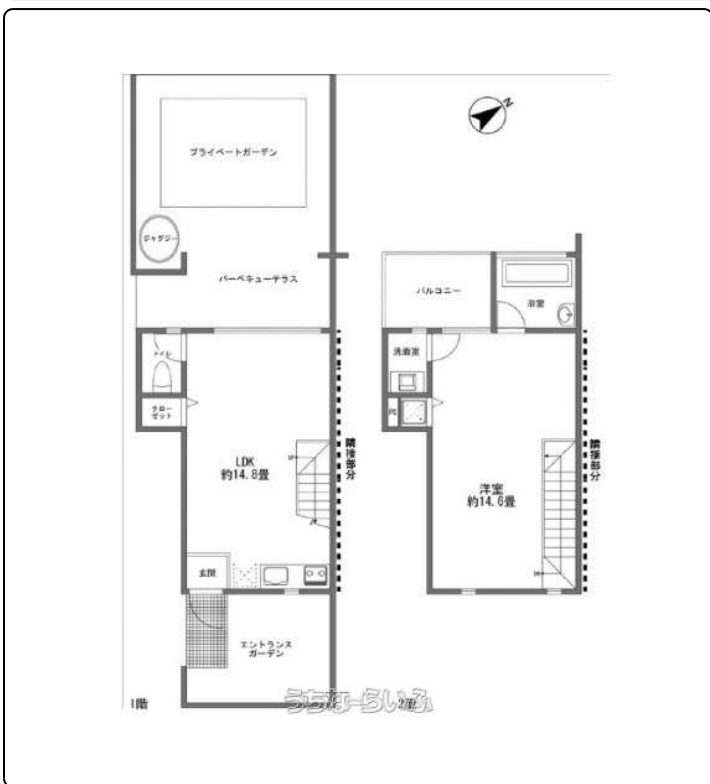 N
プライベートガーデン
ジャグジー
バーベキューテラス
バルコニー
浴室
トイレ
洗面室
クロー
ゼット
PS
LDK
約14.8畳
UP
隣接部分
洋室
約14.6畳
DN
隣接部分
玄関
エントランス
ガーデン
1階
うちなーらいふ
2階